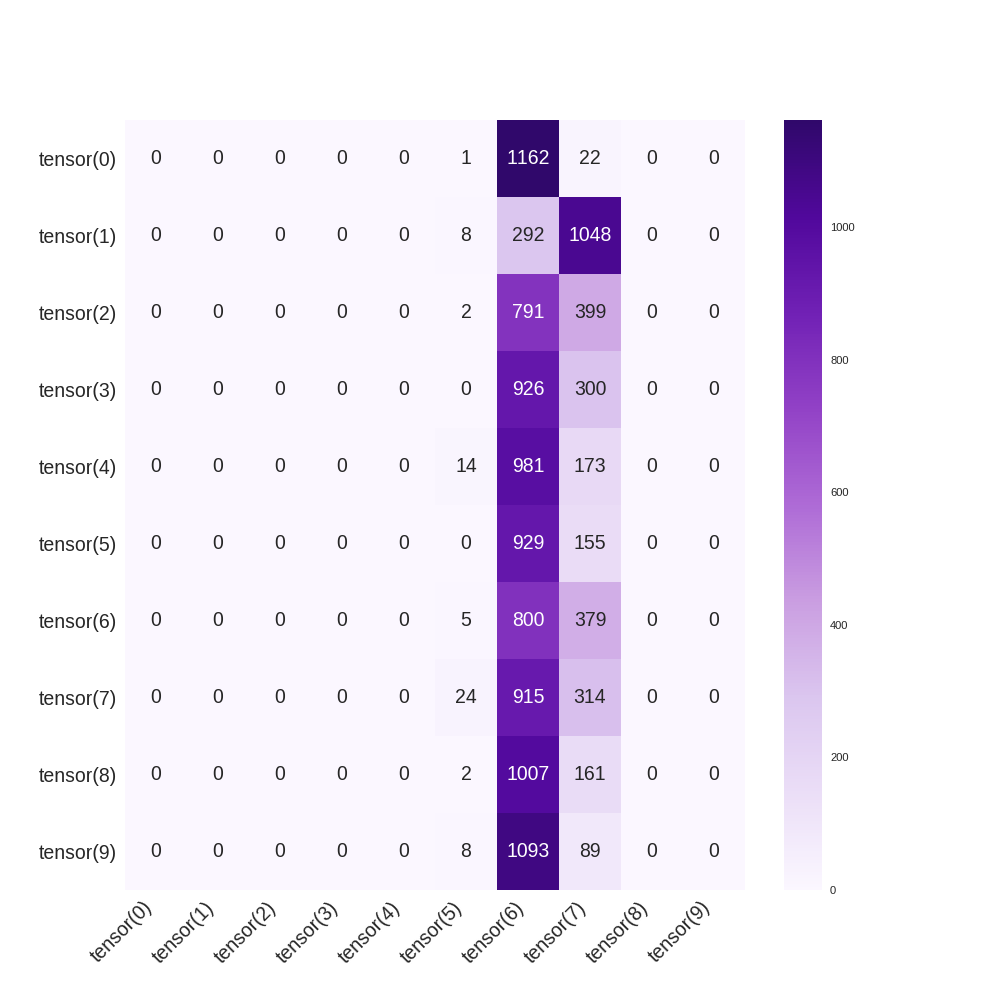 tensor(0) 0 0 0 0 0 1 1162 22 0 0
tensor(1) 0 0 0 0 0 8 292 1048 0 0
tensor(2) 0 0 0 0 0 2 791 399 0 0
tensor(3) 0 0 0 0 0 0 926 300 0 0
tensor(4) 0 0 0 0 0 14 981 173 0 0
tensor(5) 0 0 0 0 0 0 929 155 0 0
tensor(6) 0 0 0 0 0 5 800 379 0 0
tensor(7) 0 0 0 0 0 24 915 314 0 0
tensor(8) 0 0 0 0 0 2 1007 161 0 0
tensor(9) 0 0 0 0 0 8 1093 89 0 0
tensor(0) tensor(1) tensor(2) tensor(3) tensor(4) tensor(5) tensor(6) tensor(7) tensor(8) tensor(9)
1000
800
600
400
200
0